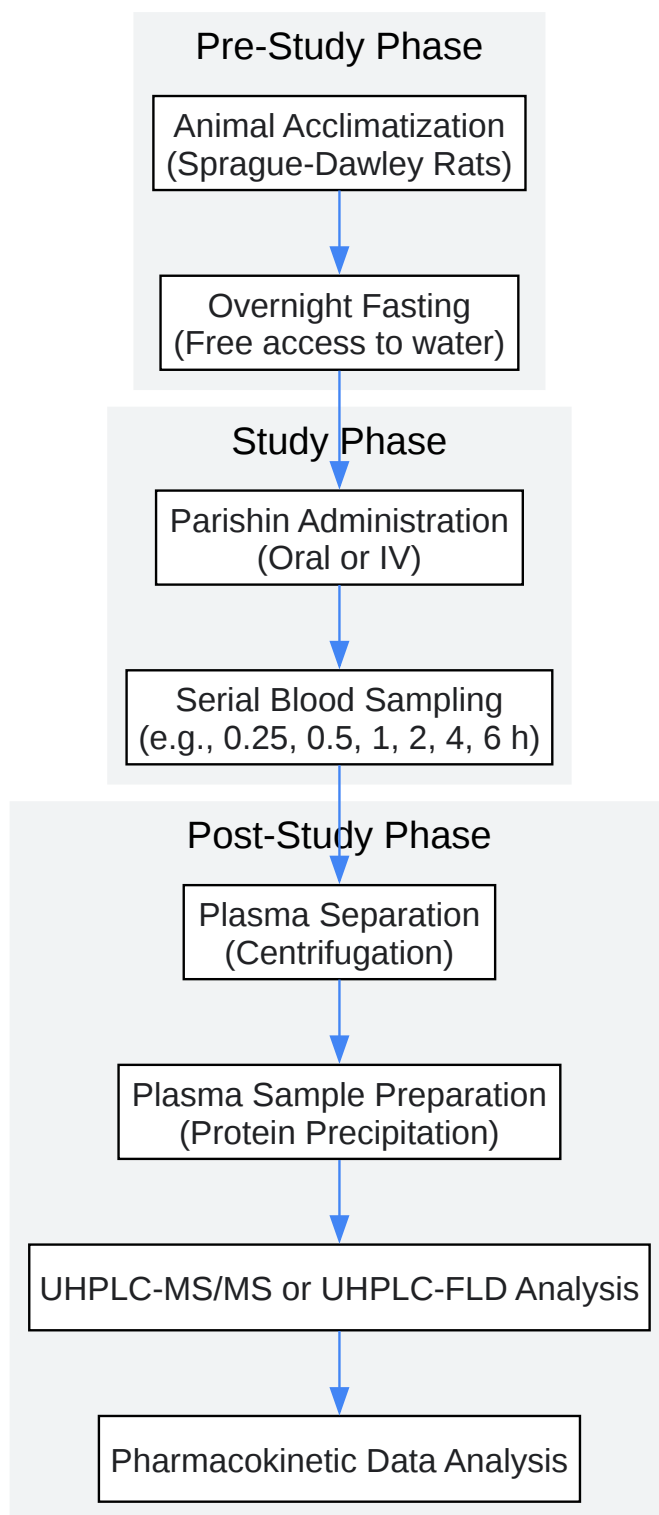 Pre-Study Phase
Animal Acclimatization
(Sprague-Dawley Rats)
Overnight Fasting
(Free access to water)
Study Phase
Parishin Administration
(Oral or IV)
Serial Blood Sampling
(e.g., 0.25, 0.5, 1, 2, 4, 6 h)
Post-Study Phase
Plasma Separation
(Centrifugation)
Plasma Sample Preparation
(Protein Precipitation)
UHPLC-MS/MS or UHPLC-FLD Analysis
Pharmacokinetic Data Analysis